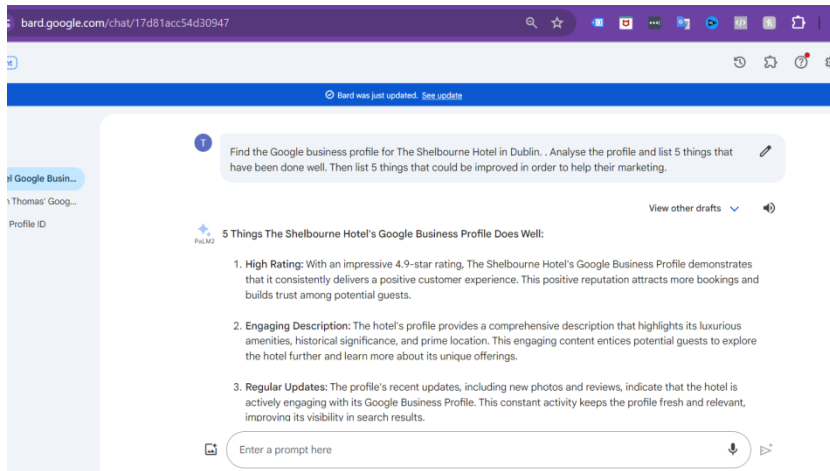 bard.google.com/chat/17d81acc54d30947
Bard was just updated. See update
T
Find the Google business profile for The Shelbourne Hotel in Dublin. . Analyse the profile and list 5 things that
have been done well. Then list 5 things that could be improved in order to help their marketing.
el Google Busin...
n Thomas' Goog...
Profile ID
View other drafts
PaLM2
5 Things The Shelbourne Hotel's Google Business Profile Does Well:
1. High Rating: With an impressive 4.9-star rating, The Shelbourne Hotel's Google Business Profile demonstrates
that it consistently delivers a positive customer experience. This positive reputation attracts more bookings and
builds trust among potential guests.
2. Engaging Description: The hotel's profile provides a comprehensive description that highlights its luxurious
amenities, historical significance, and prime location. This engaging content entices potential guests to explore
the hotel further and learn more about its unique offerings.
3. Regular Updates: The profile's recent updates, including new photos and reviews, indicate that the hotel is
actively engaging with its Google Business Profile. This constant activity keeps the profile fresh and relevant,
improving its visibility in search results.
Enter a prompt here